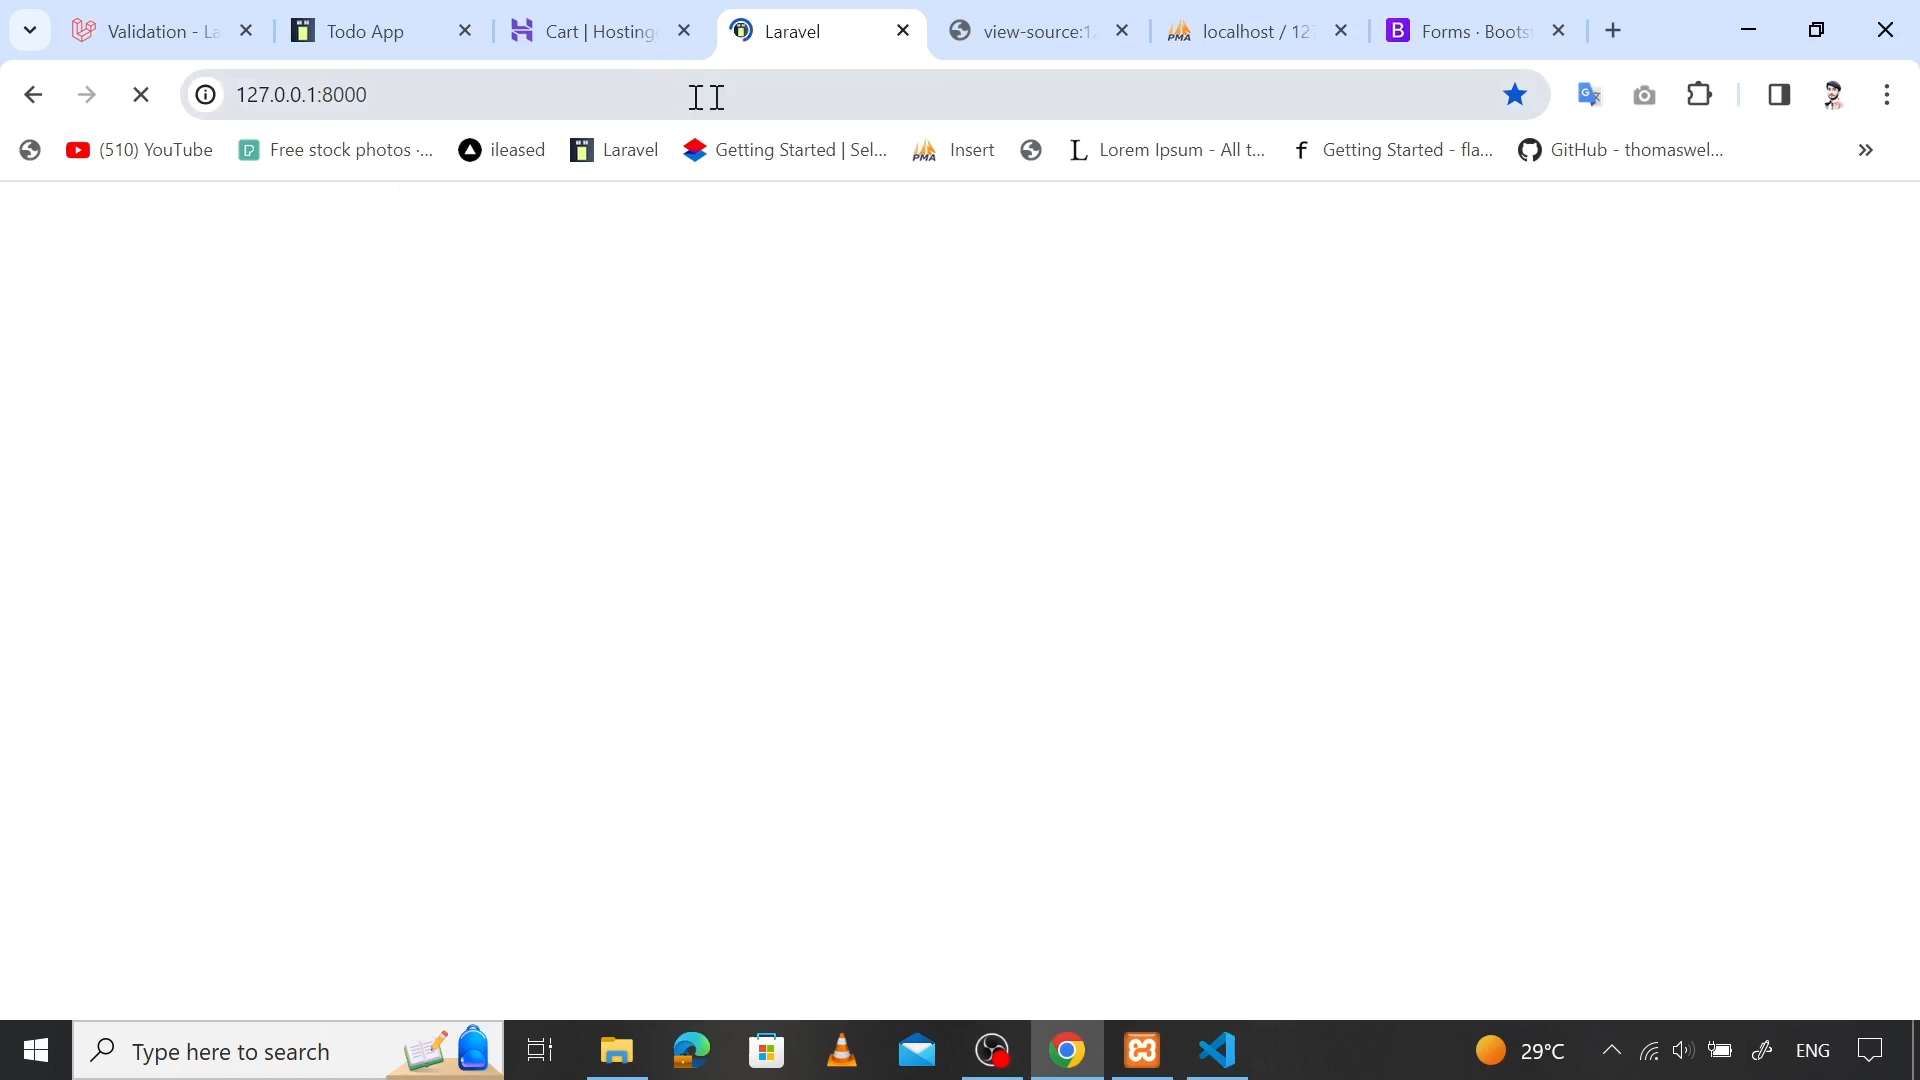 Validation - La
Todo App
Cart | Hosting
Laravel
view-source:1
localhost / 127
Forms · Boots
127.0.0.1:8000
(510) YouTube
Free stock photos ·...
ileased
Laravel
Getting Started | Sel...
Insert
Lorem Ipsum - All t...
Getting Started - fla...
GitHub - thomaswel...
Type here to search
29°C
ENG